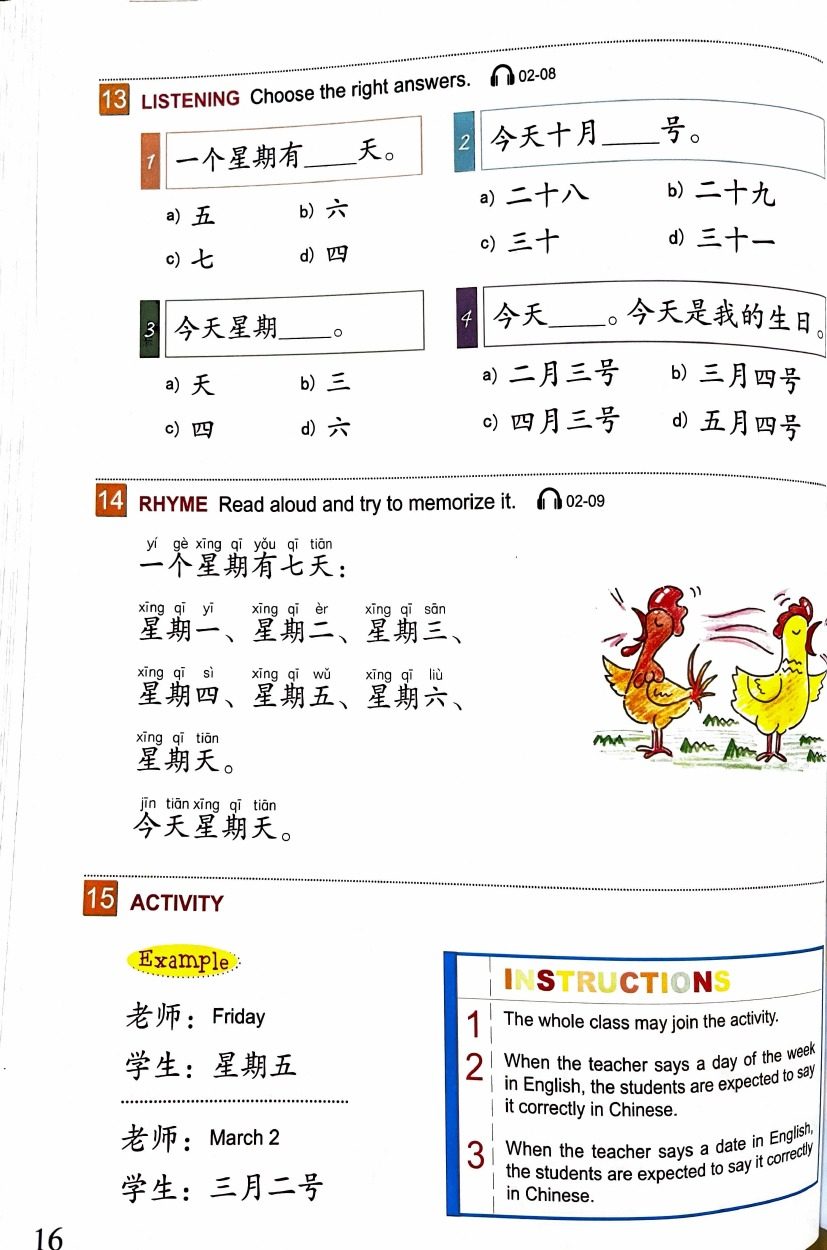 13 LISTENING Choose the right answers. 02-08
1 一个星期有____天。
a) 五 b) 六
c) 七 d) 四
2 今天十月____号。
a) 二十八 b) 二十九
c) 三十 d) 三十一
3 今天星期____。
a) 天 b) 三
c) 四 d) 六
4 今天____。今天是我的生日。
a) 二月三号 b) 三月四号
c) 四月三号 d) 五月四号
14 RHYME Read aloud and try to memorize it. 02-09
yí gè xīng qī yǒu qī tiān
一个星期有七天：
xīng qī yī xīng qī èr xīng qī sān
星期一、星期二、星期三、
xīng qī sì xīng qī wǔ xīng qī liù
星期四、星期五、星期六、
xīng qī tiān
星期天。
jīn tiān xīng qī tiān
今天星期天。
15 ACTIVITY
Example
老师：Friday
学生：星期五
老师：March 2
学生：三月二号
INSTRUCTIONS
1 The whole class may join the activity.
2 When the teacher says a day of the week
in English, the students are expected to say
it correctly in Chinese.
3 When the teacher says a date in English,
the students are expected to say it correctly
in Chinese.
16